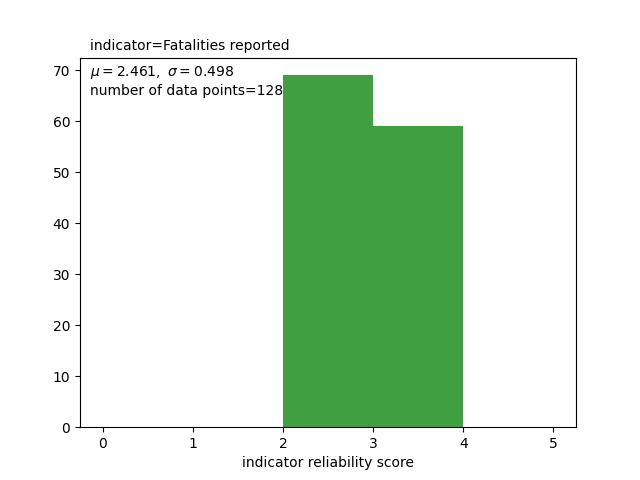 indicator=Fatalities reported
μ = 2.461, σ = 0.498
number of data points=128
70
60
50
40
30
20
10
0
0 1 2 3 4 5
indicator reliability score